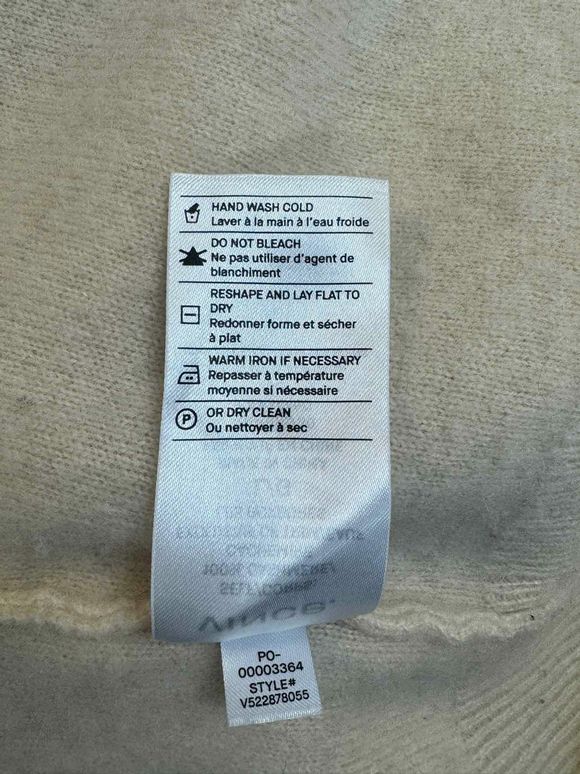 HAND WASH COLD
Laver à la main à l'eau froide
DO NOT BLEACH
Ne pas utiliser d'agent de
blanchiment
RESHAPE AND LAY FLAT TO
DRY
Redonner forme et sécher
à plat
WARM IRON IF NECESSARY
Repasser à température
moyenne si nécessaire
P
OR DRY CLEAN
Ou nettoyer à sec
PO-
00003364
STYLE#
V522878055